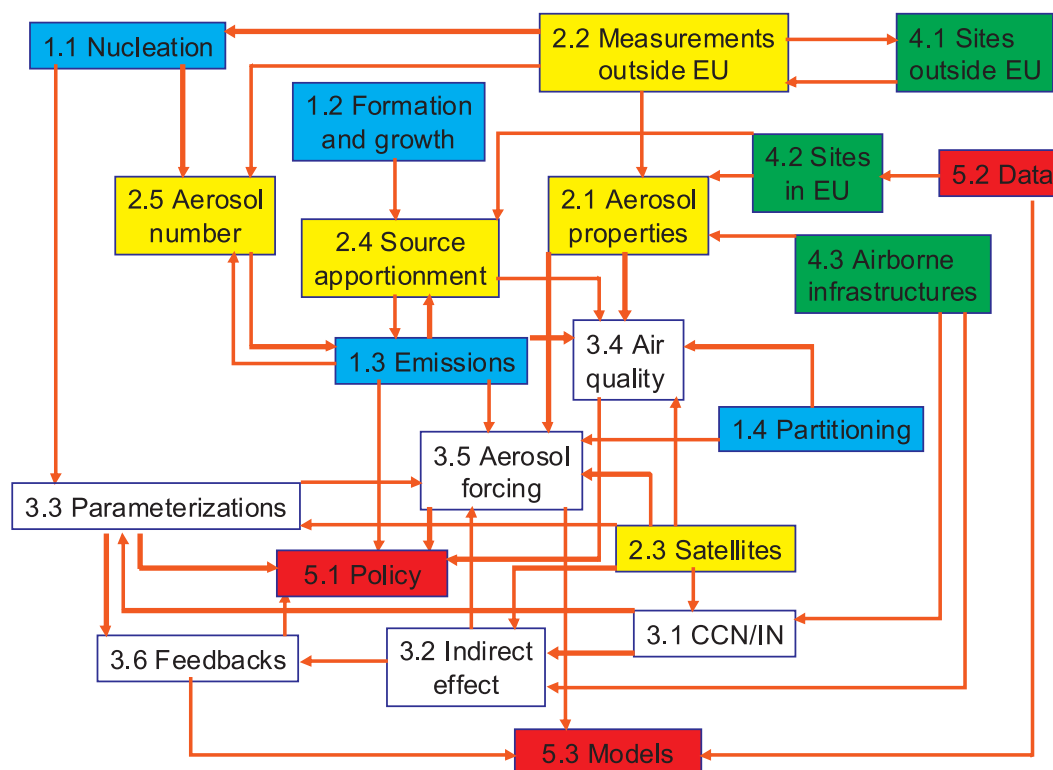 1.1 Nucleation
2.2 Measurements
outside EU
4.1 Sites
outside EU
1.2 Formation
and growth
4.2 Sites
in EU
5.2 Data
2.5 Aerosol
number
2.1 Aerosol
properties
2.4 Source
apportionment
4.3 Airborne
infrastructures
1.3 Emissions
3.4 Air
quality
1.4 Partitioning
3.5 Aerosol
forcing
3.3 Parameterizations
2.3 Satellites
5.1 Policy
3.1 CCN/IN
3.6 Feedbacks
3.2 Indirect
effect
5.3 Models